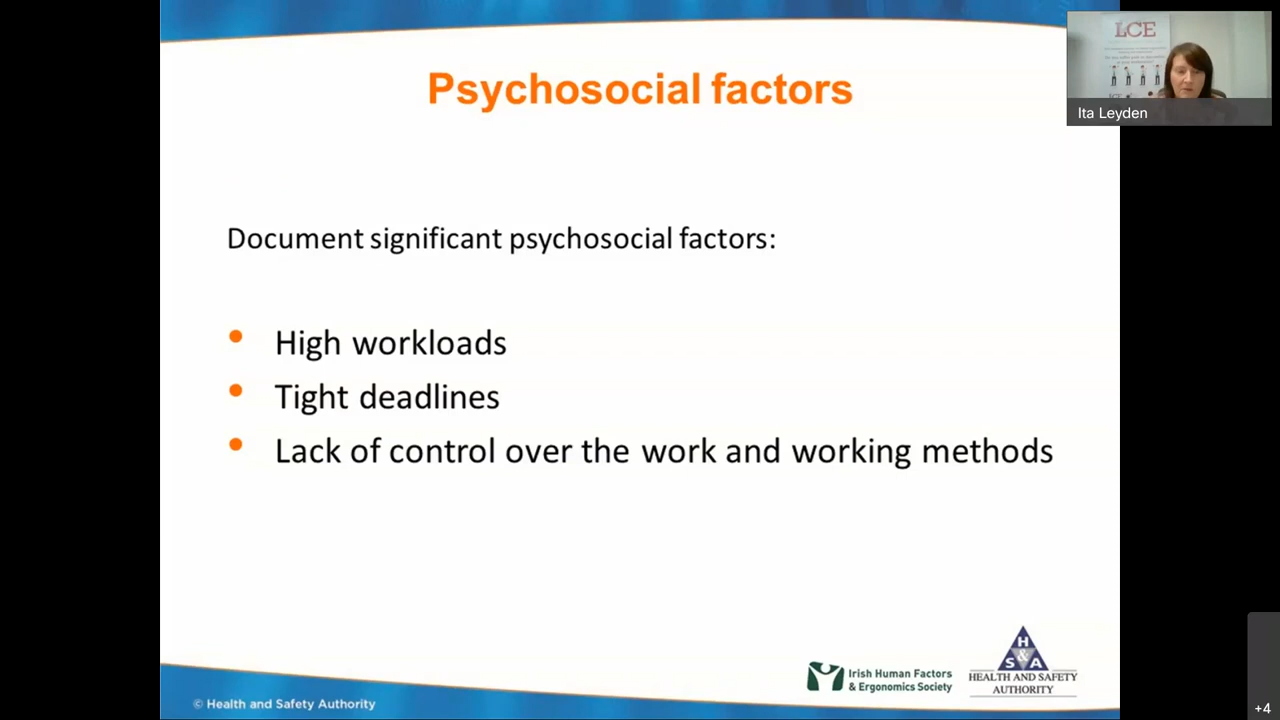 Psychosocial factors
LCE
Ita Leyden
Document significant psychosocial factors:
• High workloads
• Tight deadlines
• Lack of control over the work and working methods
Irish Human Factors
& Ergonomics Society
H
S & A
HEALTH AND SAFETY
AUTHORITY
© Health and Safety Authority
+4